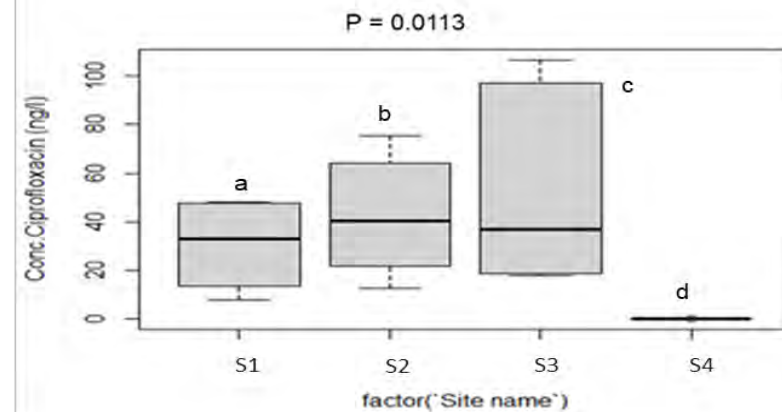 P = 0.0113
Conc.Ciprofloxacin (ng/l)
100
80
60
40
20
0
a
b
c
d
S1 S2 S3 S4
factor(`Site name`)